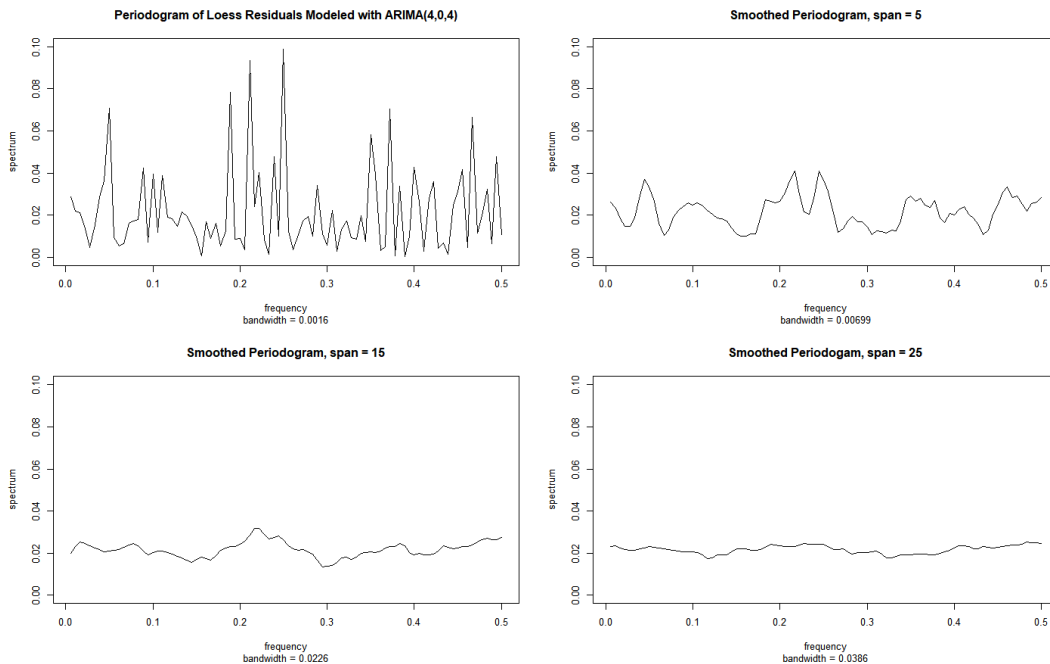 Periodogram of Loess Residuals Modeled with ARIMA(4,0,4)
spectrum
0.00 0.02 0.04 0.06 0.08 0.10
0.0 0.1 0.2 0.3 0.4 0.5
frequency
bandwidth = 0.0016
Smoothed Periodogram, span = 5
spectrum
0.00 0.02 0.04 0.06 0.08 0.10
0.0 0.1 0.2 0.3 0.4 0.5
frequency
bandwidth = 0.00699
Smoothed Periodogram, span = 15
spectrum
0.00 0.02 0.04 0.06 0.08 0.10
0.0 0.1 0.2 0.3 0.4 0.5
frequency
bandwidth = 0.0226
Smoothed Periodogam, span = 25
spectrum
0.00 0.02 0.04 0.06 0.08 0.10
0.0 0.1 0.2 0.3 0.4 0.5
frequency
bandwidth = 0.0386